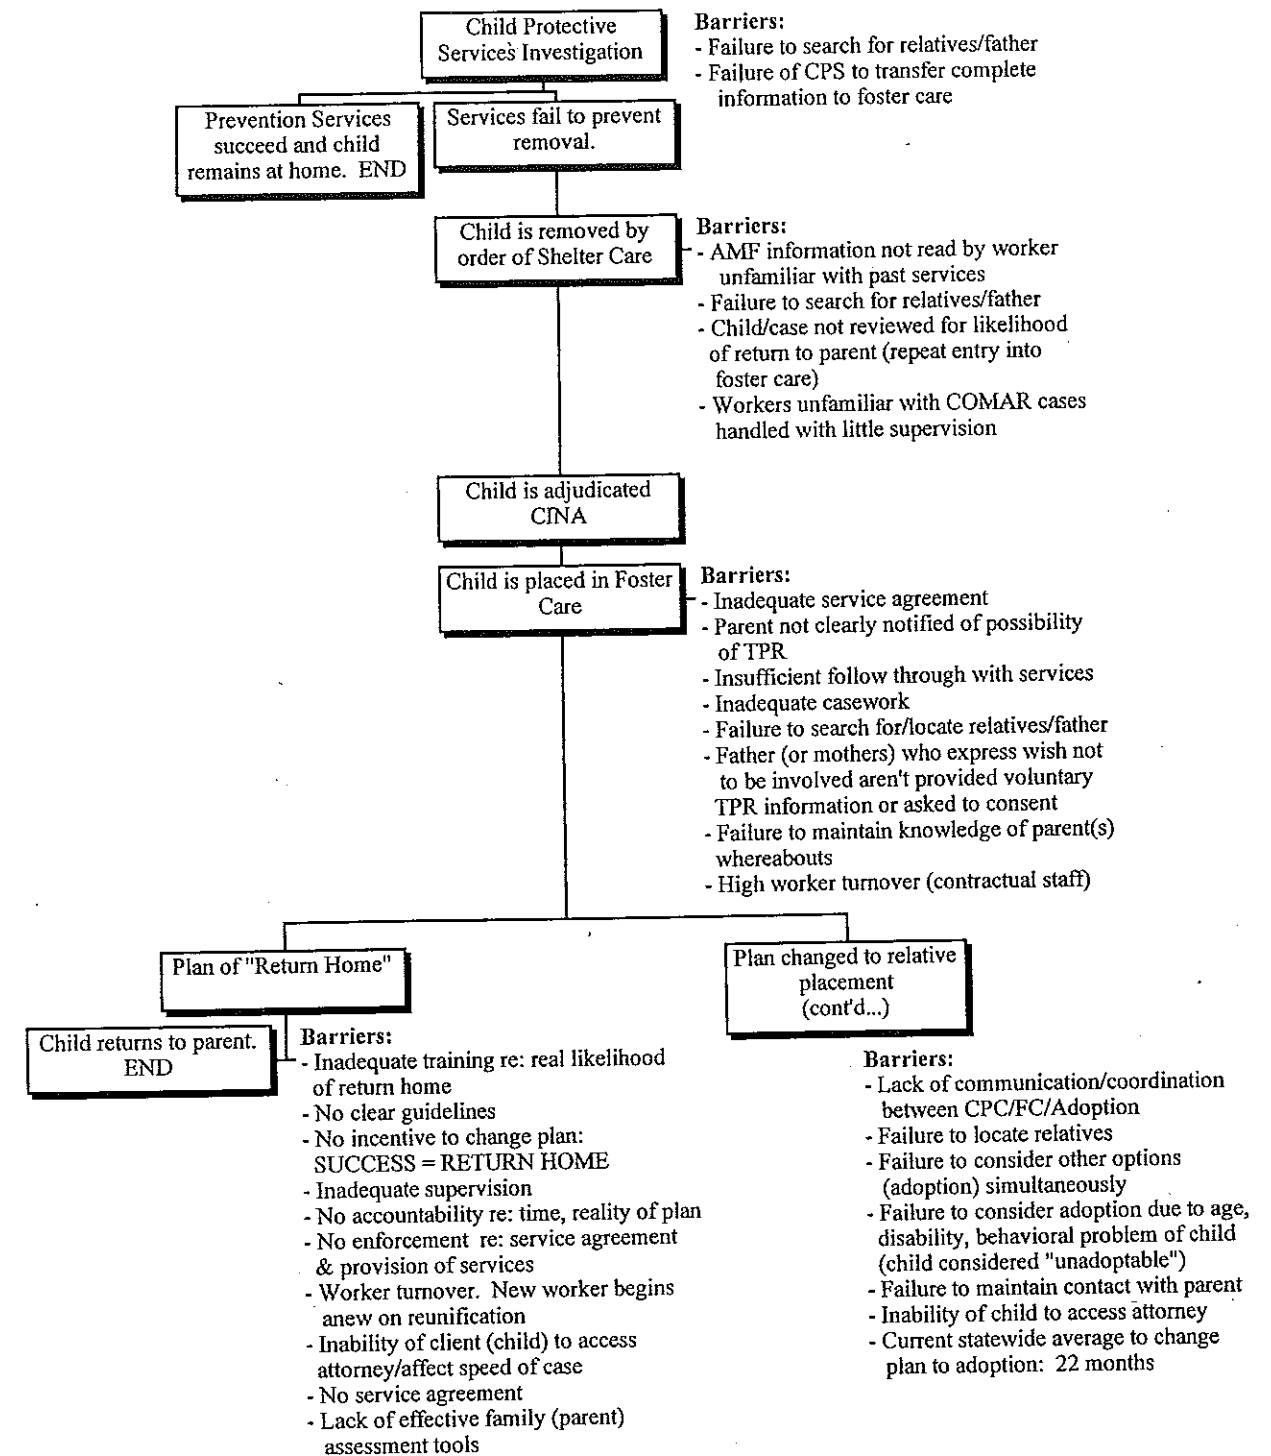 Child Protective
Services Investigation
Barriers:
- Failure to search for relatives/father
- Failure of CPS to transfer complete
information to foster care
Prevention Services
succeed and child
remains at home. END
Services fail to prevent
removal.
Child is removed by
order of Shelter Care
Barriers:
- AMF information not read by worker
unfamiliar with past services
- Failure to search for relatives/father
- Child/case not reviewed for likelihood
of return to parent (repeat entry into
foster care)
- Workers unfamiliar with COMAR cases
handled with little supervision
Child is adjudicated
CINA
Child is placed in Foster
Care
Barriers:
- Inadequate service agreement
- Parent not clearly notified of possibility
of TPR
- Insufficient follow through with services
- Inadequate casework
- Failure to search for/locate relatives/father
- Father (or mothers) who express wish not
to be involved aren't provided voluntary
TPR information or asked to consent
- Failure to maintain knowledge of parent(s)
whereabouts
- High worker turnover (contractual staff)
Plan of "Return Home"
Child returns to parent.
END
Barriers:
- Inadequate training re: real likelihood
of return home
- No clear guidelines
- No incentive to change plan:
SUCCESS = RETURN HOME
- Inadequate supervision
- No accountability re: time, reality of plan
- No enforcement re: service agreement
& provision of services
- Worker turnover. New worker begins
anew on reunification
- Inability of client (child) to access
attorney/affect speed of case
- No service agreement
- Lack of effective family (parent)
assessment tools
Plan changed to relative
placement
(cont'd...)
Barriers:
- Lack of communication/coordination
between CPC/FC/Adoption
- Failure to locate relatives
- Failure to consider other options
(adoption) simultaneously
- Failure to consider adoption due to age,
disability, behavioral problem of child
(child considered "unadoptable")
- Failure to maintain contact with parent
- Inability of child to access attorney
- Current statewide average to change
plan to adoption: 22 months